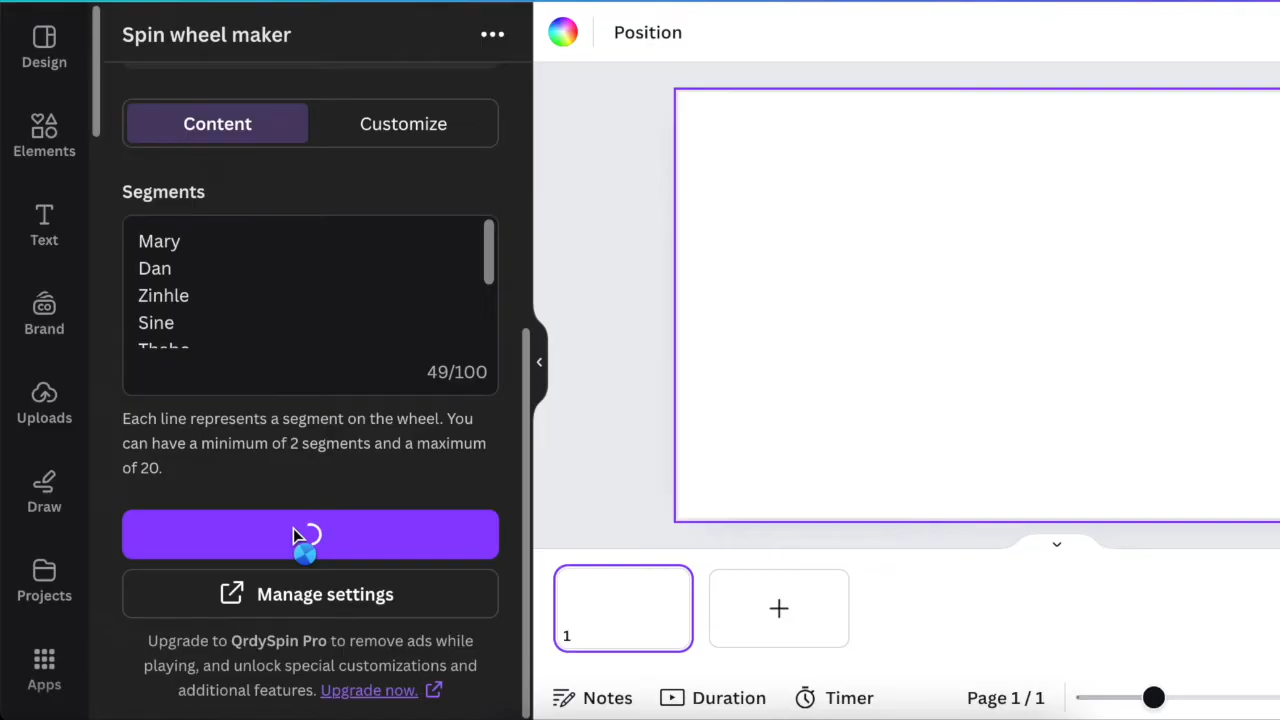 Design
Elements
Text
CO
Brand
Uploads
Draw
Projects
Apps
Spin wheel maker
Content
Customize
Segments
Mary
Dan
Zinhle
Sine
49/100
Each line represents a segment on the wheel. You
can have a minimum of 2 segments and a maximum
of 20.
Manage settings
Upgrade to QrdySpin Pro to remove ads while
playing, and unlock special customizations and
additional features. Upgrade now.
Position
1
Notes
Duration
Timer
Page 1 / 1